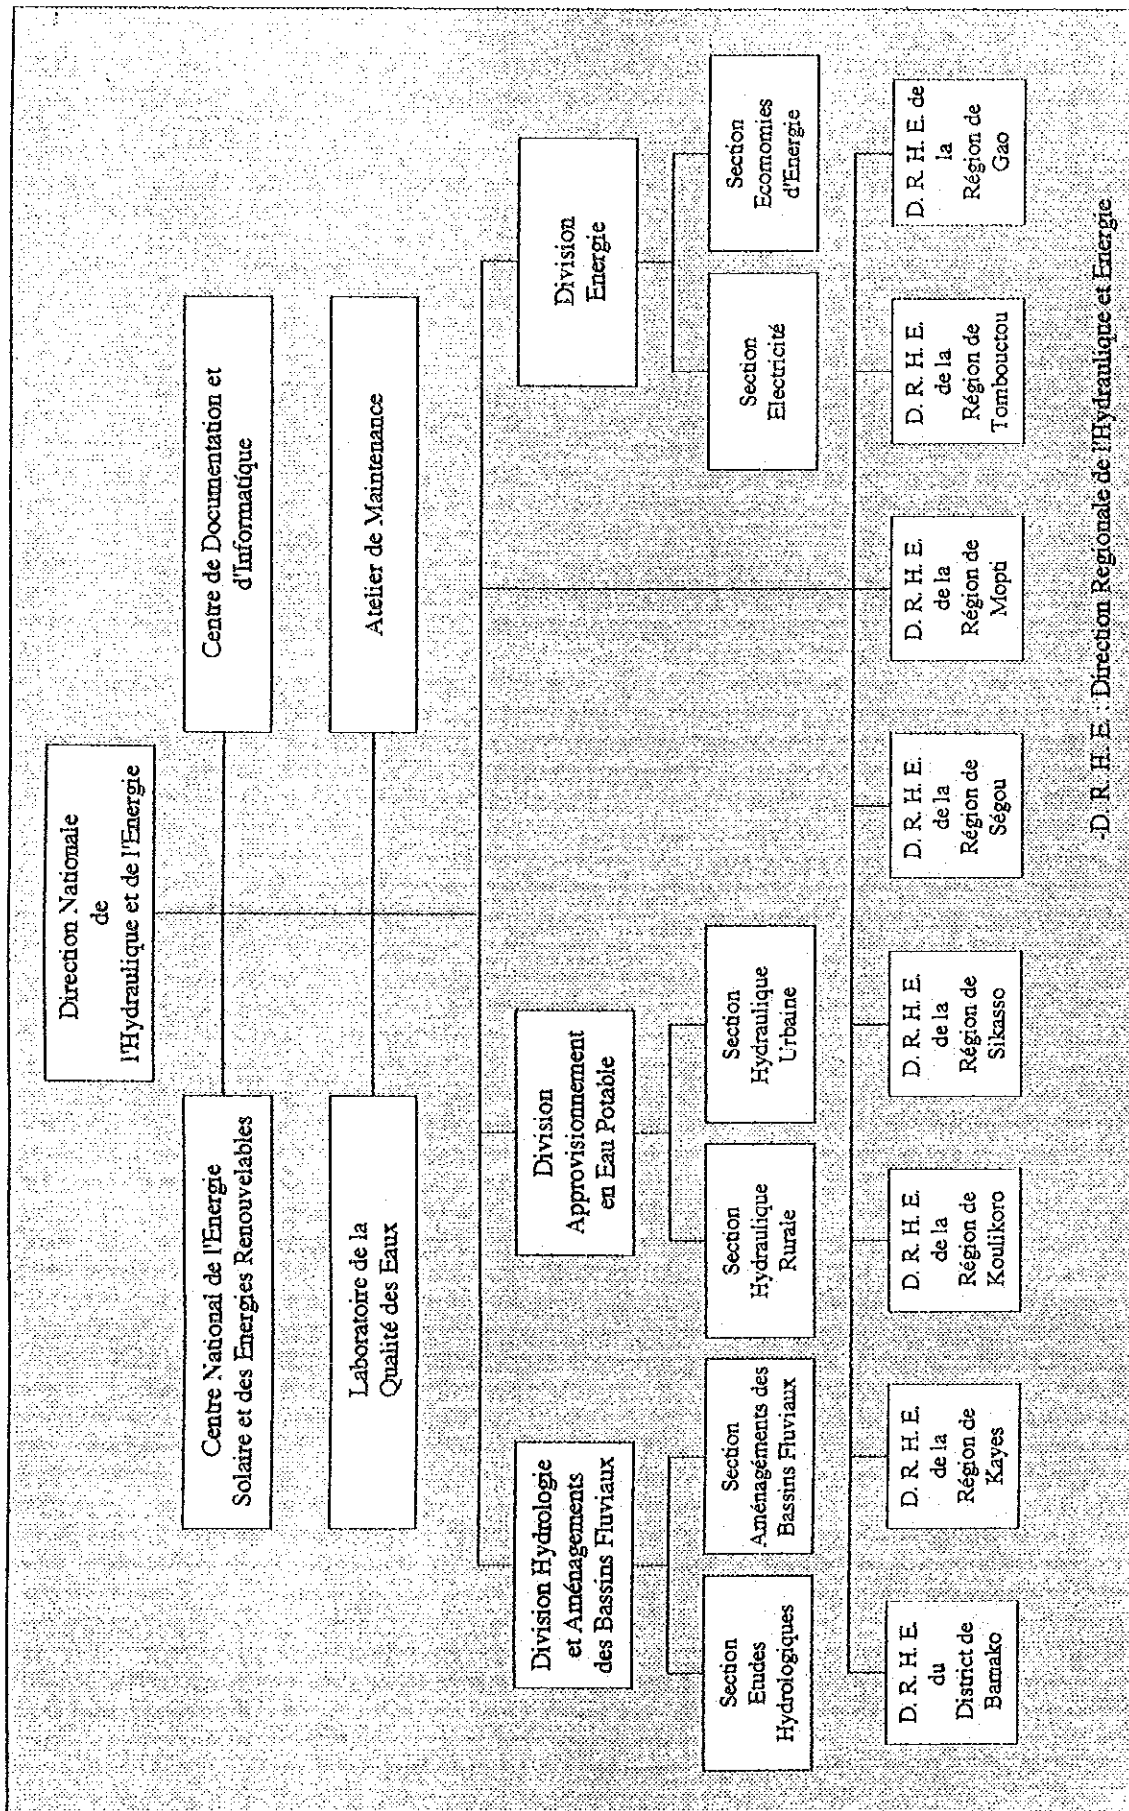 Direction Nationale
de
l'Hydraulique et de l'Energie
Centre National de l'Energie
Solaire et des Energies Renouvelables
Centre de Documentation et
d'Informatique
Laboratoire de la
Qualité des Eaux
Atelier de Maintenance
Division Hydrologie
et Aménagements
des Bassins Fluviaux
Division
Approvisionnement
en Eau Potable
Division
Energie
Section
Etudes
Hydrologiques
Section
Aménagéments des
Bassins Fluviaux
Section
Hydraulique
Rurale
Section
Hydraulique
Urbaine
Section
Electricité
Section
Ecomomies
d'Energie
D. R. H. E.
du
District de
Bamako
D. R. H. E.
de la
Région de
Kayes
D. R. H. E.
de la
Région de
Koulikoro
D. R. H. E.
de la
Région de
Sikasso
D. R. H. E.
de la
Région de
Ségou
D. R. H. E.
de la
Région de
Mopti
D. R. H. E.
de la
Région de
Tombouctou
D. R. H. E. de
la
Région de
Gao
-D. R. H. E. : Direction Regionale de l'Hydraulique et Energie